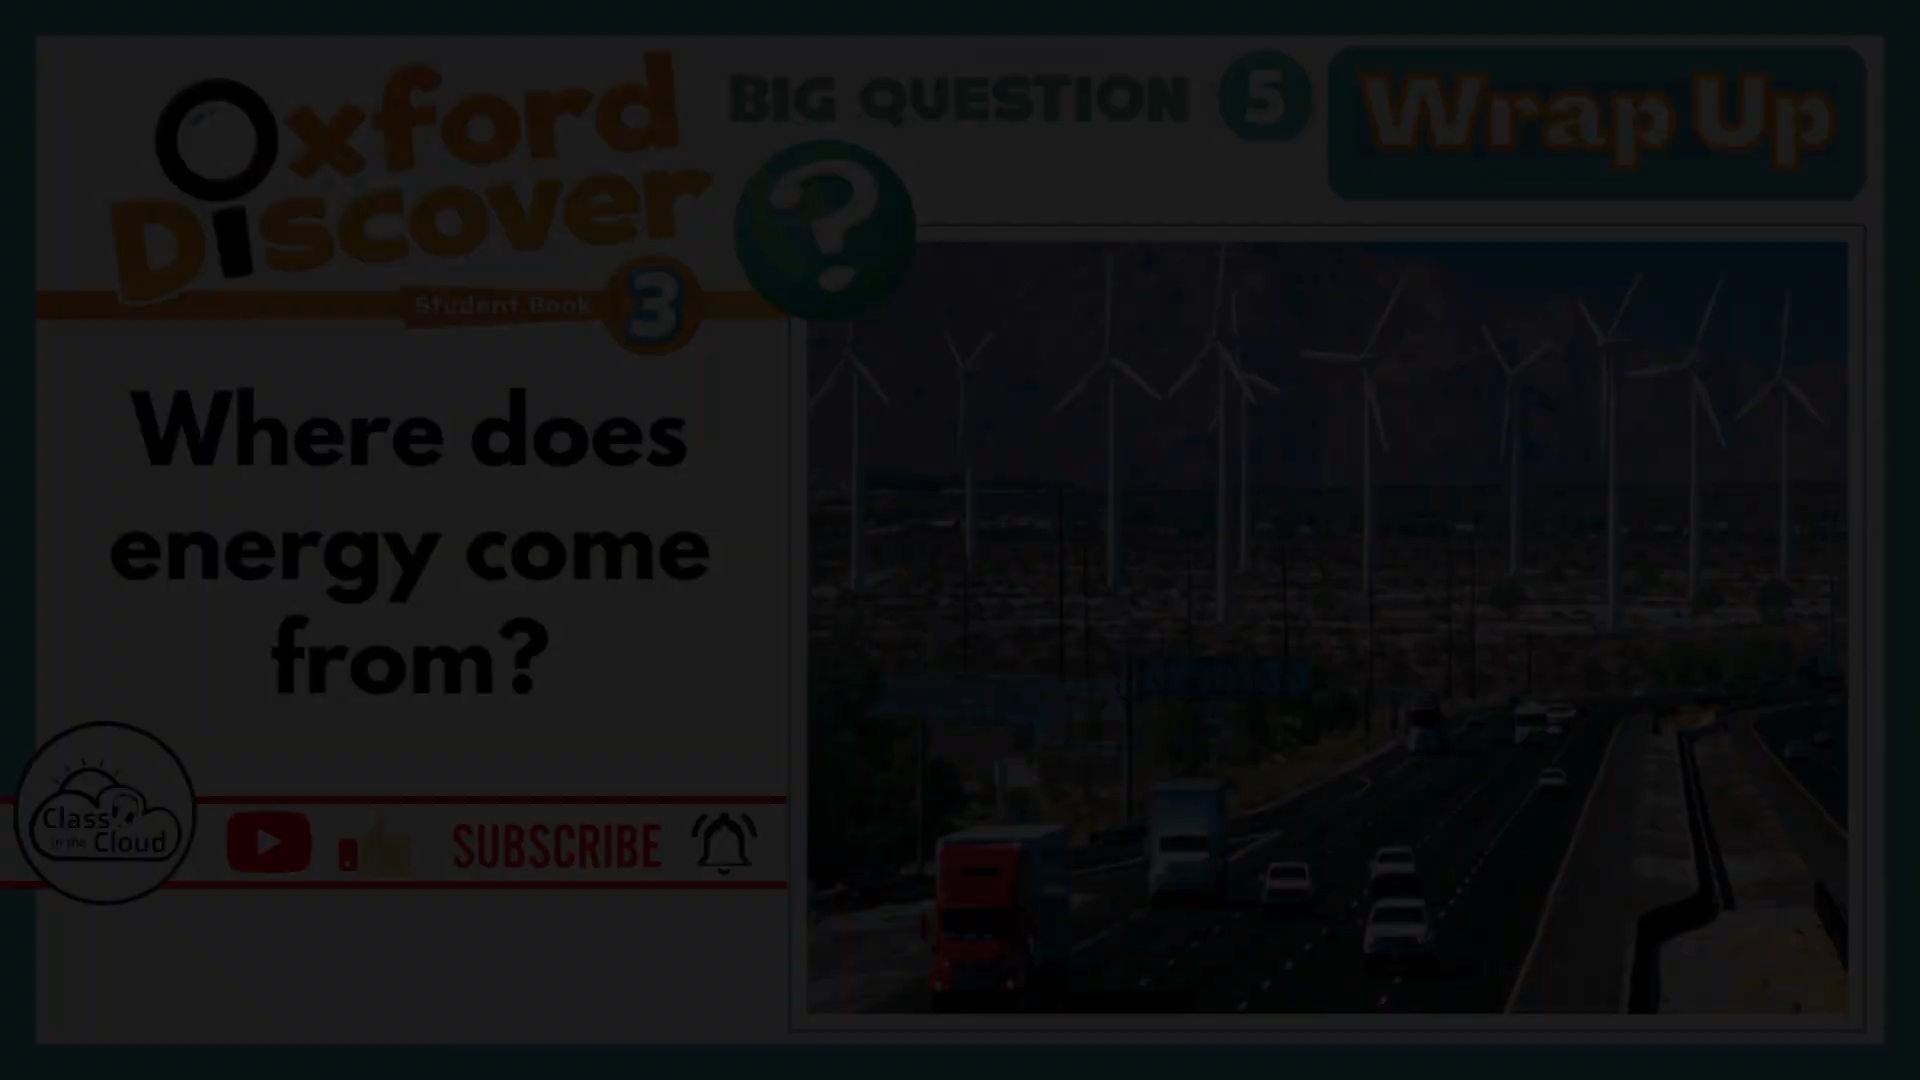 Oxford
Discover
Student Book 3
BIG QUESTION 5
Wrap Up
?
Where does
energy come
from?
Class
in the Cloud
SUBSCRIBE